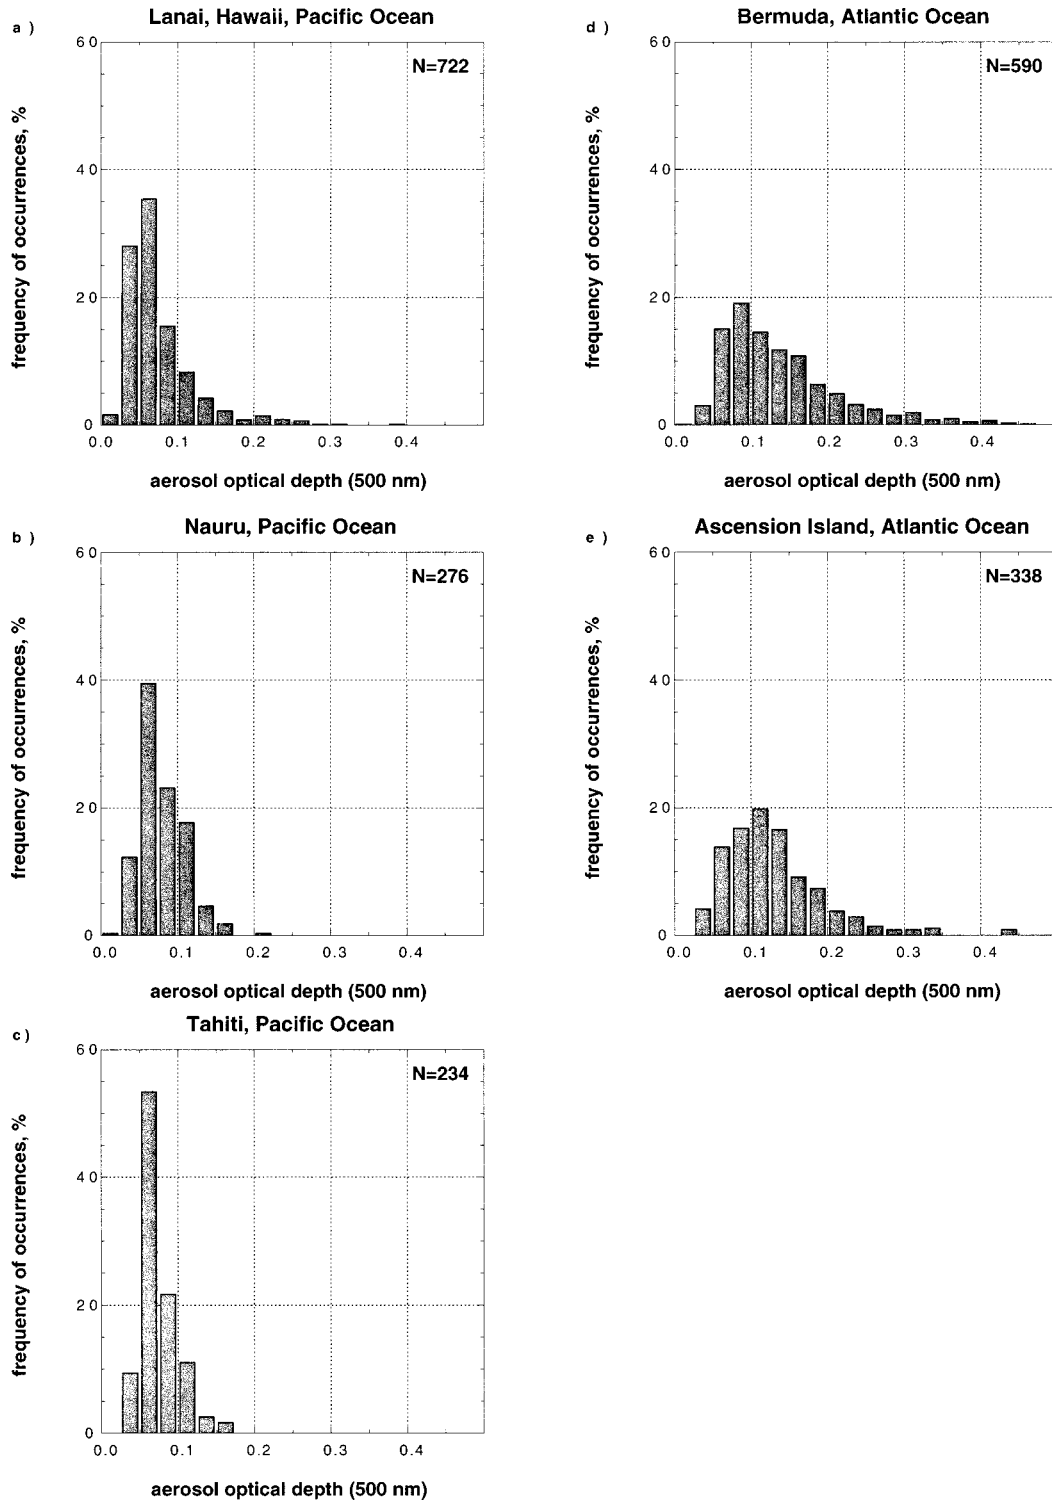 a )
Lanai, Hawaii, Pacific Ocean
N=722
frequency of occurrences, %
60
40
20
0
0.0 0.1 0.2 0.3 0.4
aerosol optical depth (500 nm)
b )
Nauru, Pacific Ocean
N=276
frequency of occurrences, %
60
40
20
0
0.0 0.1 0.2 0.3 0.4
aerosol optical depth (500 nm)
c )
Tahiti, Pacific Ocean
N=234
frequency of occurrences, %
60
40
20
0
0.0 0.1 0.2 0.3 0.4
aerosol optical depth (500 nm)
d )
Bermuda, Atlantic Ocean
N=590
frequency of occurrences, %
60
40
20
0
0.0 0.1 0.2 0.3 0.4
aerosol optical depth (500 nm)
e )
Ascension Island, Atlantic Ocean
N=338
frequency of occurrences, %
60
40
20
0
0.0 0.1 0.2 0.3 0.4
aerosol optical depth (500 nm)